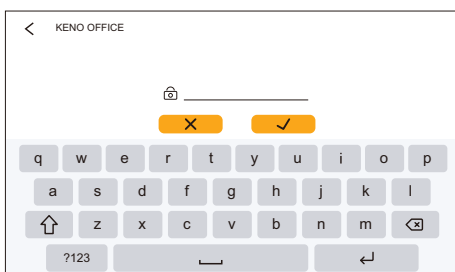 KENO OFFICE
q w e r t y u i o p
a s d f g h j k l
z x c v b n m
?123